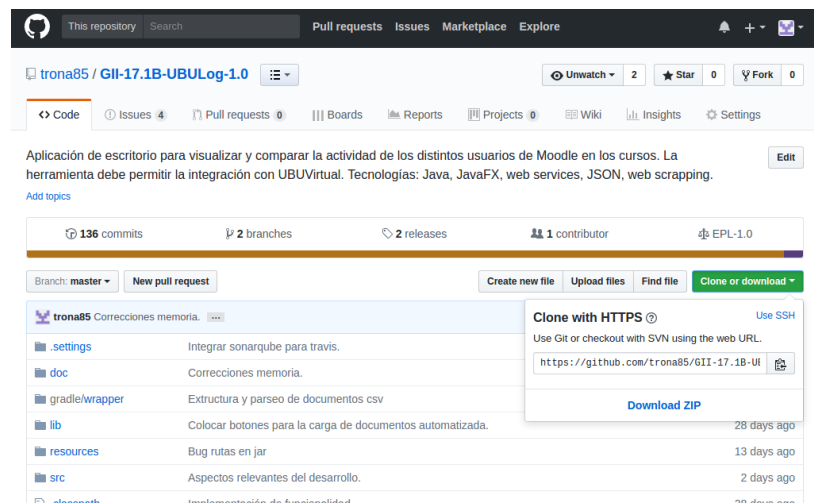 This repository Search Pull requests Issues Marketplace Explore
trona85 / GII-17.1B-UBULog-1.0 Unwatch 2 Star 0 Fork 0
Code Issues 4 Pull requests 0 Boards Reports Projects 0 Wiki Insights Settings
Aplicación de escritorio para visualizar y comparar la actividad de los distintos usuarios de Moodle en los cursos. La Edit
herramienta debe permitir la integración con UBUVirtual. Tecnologías: Java, JavaFX, web services, JSON, web scrapping.
Add topics
136 commits 2 branches 2 releases 1 contributor EPL-1.0
Branch: master New pull request Create new file Upload files Find file Clone or download
trona85 Correcciones memoria. ...
Clone with HTTPS Use SSH
Use Git or checkout with SVN using the web URL.
https://github.com/trona85/GII-17.1B-UB
Download ZIP
.settings Integrar sonarqube para travis.
doc Correcciones memoria.
gradle/wrapper Extructura y parseo de documentos csv
lib Colocar botones para la carga de documentos automatizada. 28 days ago
resources Bug rutas en jar 13 days ago
src Aspectos relevantes del desarrollo. 2 days ago
.classpath Implementación de funcionalidad 28 days ago